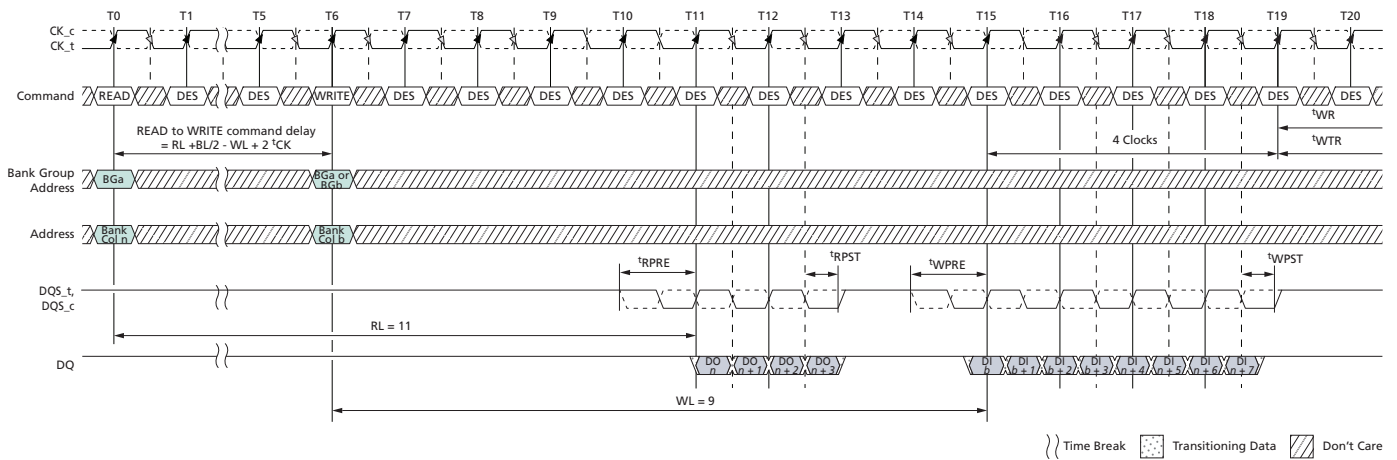 T0 T1 T5 T6 T7 T8 T9 T10 T11 T12 T13 T14 T15 T16 T17 T18 T19 T20
CK_c
CK_t
Command READ DES DES WRITE DES DES DES DES DES DES DES DES DES DES DES DES DES DES
tWR
READ to WRITE command delay
= RL +BL/2 - WL + 2 tCK
4 Clocks
tWTR
Bank Group
Address
BGa
BGa or
BGb
Address
Bank
Col n
Bank
Col b
tRPRE tRPST tWPRE tWPST
DQS_t,
DQS_c
RL = 11
DQ
DO
n
DO
n + 1
DO
n + 2
DO
n + 3
DI
b
DI
b + 1
DI
b + 2
DI
b + 3
DI
n + 4
DI
n + 5
DI
n + 6
DI
n + 7
WL = 9
Time Break Transitioning Data Don't Care